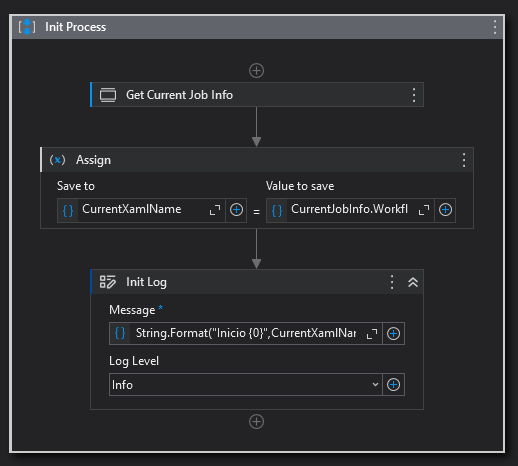 Init Process
Get Current Job Info
(x) Assign
Save to
Value to save
{} CurrentXamlName
=
{} CurrentJobInfo.Workfl
Init Log
Message *
{} String.Format("Inicio {0}",CurrentXamlNar
Log Level
Info